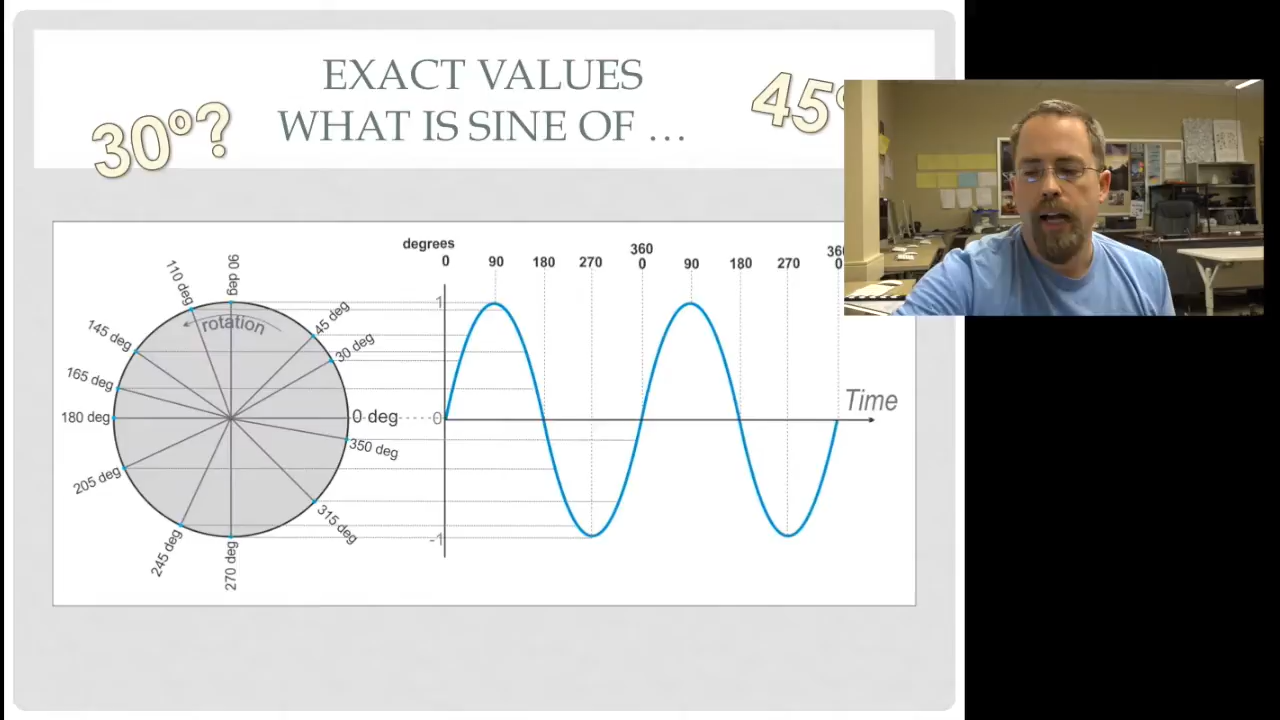 EXACT VALUES
WHAT IS SINE OF …
30º?
45º
degrees
0 90 180 270 360 0 90 180 270
1
0
-1
Time
rotation
0 deg
30 deg
45 deg
90 deg
110 deg
145 deg
165 deg
180 deg
205 deg
245 deg
270 deg
315 deg
350 deg